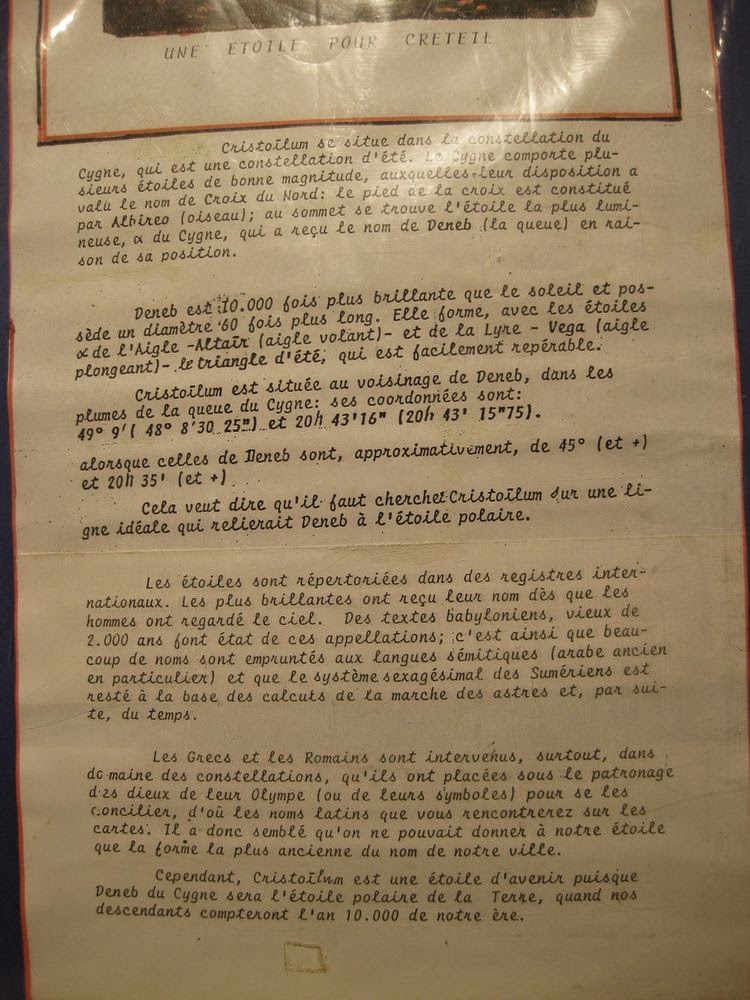 UNE ETOILE POUR CRETEIL
Cristoïlum se situe dans la constellation du
Cygne, qui est une constellation d'été. Le Cygne comporte plu-
sieurs étoiles de bonne magnitude, auxquelles leur disposition a
valu le nom de Croix du Nord: le pied de la croix est constitué
par Albireo (oiseau); au sommet se trouve l'étoile la plus lumi-
neuse, α du Cygne, qui a reçu le nom de Deneb (la queue) en rai-
son de sa position.
Deneb est 10.000 fois plus brillante que le soleil et pos-
sède un diamètre 60 fois plus long. Elle forme, avec les étoiles
α de l'Aigle -Altaïr (aigle volant)- et de la Lyre - Vega (aigle
plongeant)- le triangle d'été, qui est facilement repérable.
Cristoïlum est située au voisinage de Deneb, dans les
plumes de la queue du Cygne: ses coordonnées sont:
49° 9'( 48° 8'30 25") et 20h 43'16" (20h 43' 15"75).
alorsque celles de Deneb sont, approximativement, de 45° (et +)
et 20h 35' (et +)
Cela veut dire qu'il faut chercher Cristoïlum sur une li-
gne idéale qui relierait Deneb à l'étoile polaire.
Les étoiles sont répertoriées dans des registres inter-
nationaux. Les plus brillantes ont reçu leur nom dès que les
hommes ont regardé le ciel. Des textes babyloniens, vieux de
2.000 ans font état de ces appellations; c'est ainsi que beau-
coup de noms sont empruntés aux langues sémitiques (arabe ancien
en particulier) et que le système sexagésimal des Sumériens est
resté à la base des calculs de la marche des astres et, par sui-
te, du temps.
Les Grecs et les Romains sont intervenus, surtout, dans
domaine des constellations, qu'ils ont placées sous le patronage
des dieux de leur Olympe (ou de leurs symboles) pour se les
concilier, d'où les noms latins que vous rencontrerez sur les
cartes. Il a donc semblé qu'on ne pouvait donner à notre étoile
que la forme la plus ancienne du nom de notre ville.
Cependant, Cristoïlum est une étoile d'avenir puisque
Deneb du Cygne sera l'étoile polaire de la Terre, quand nos
descendants compteront l'an 10.000 de notre ère.